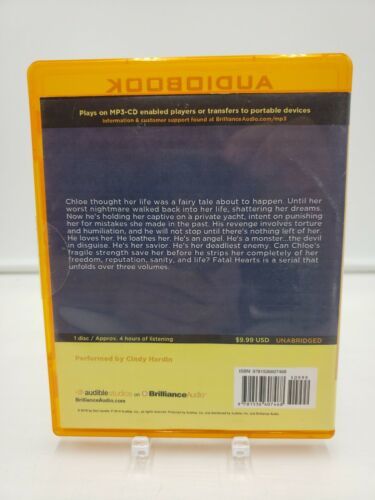 AUDIOBOOK
Plays on MP3-CD enabled players or transfers to portable devices
Information & customer support found at BrillianceAudio.com/mp3
Chloe thought her life was a fairy tale about to happen. Until her
worst nightmare walked back into her life, shattering her dreams.
Now he's holding her captive on a private yacht, intent on punishing
her for mistakes she made in the past. His revenge involves torture
and humiliation, and he will not stop until there's nothing left of her.
He loves her. He loathes her. He's an angel. He's a monster...the devil
in disguise. He's her savior. He's her deadliest enemy. Can Chloe's
fragile strength save her before he strips her completely of her
freedom, reputation, sanity, and life? Fatal Hearts is a serial that
unfolds over three volumes.
1 disc / Approx. 4 hours of listening $9.99 USD UNABRIDGED
Performed by Cindy Hardin
ISBN: 9781536607468
50999
9 781536 607468
audible studios on Brilliance Audio
BrillianceAudio.com